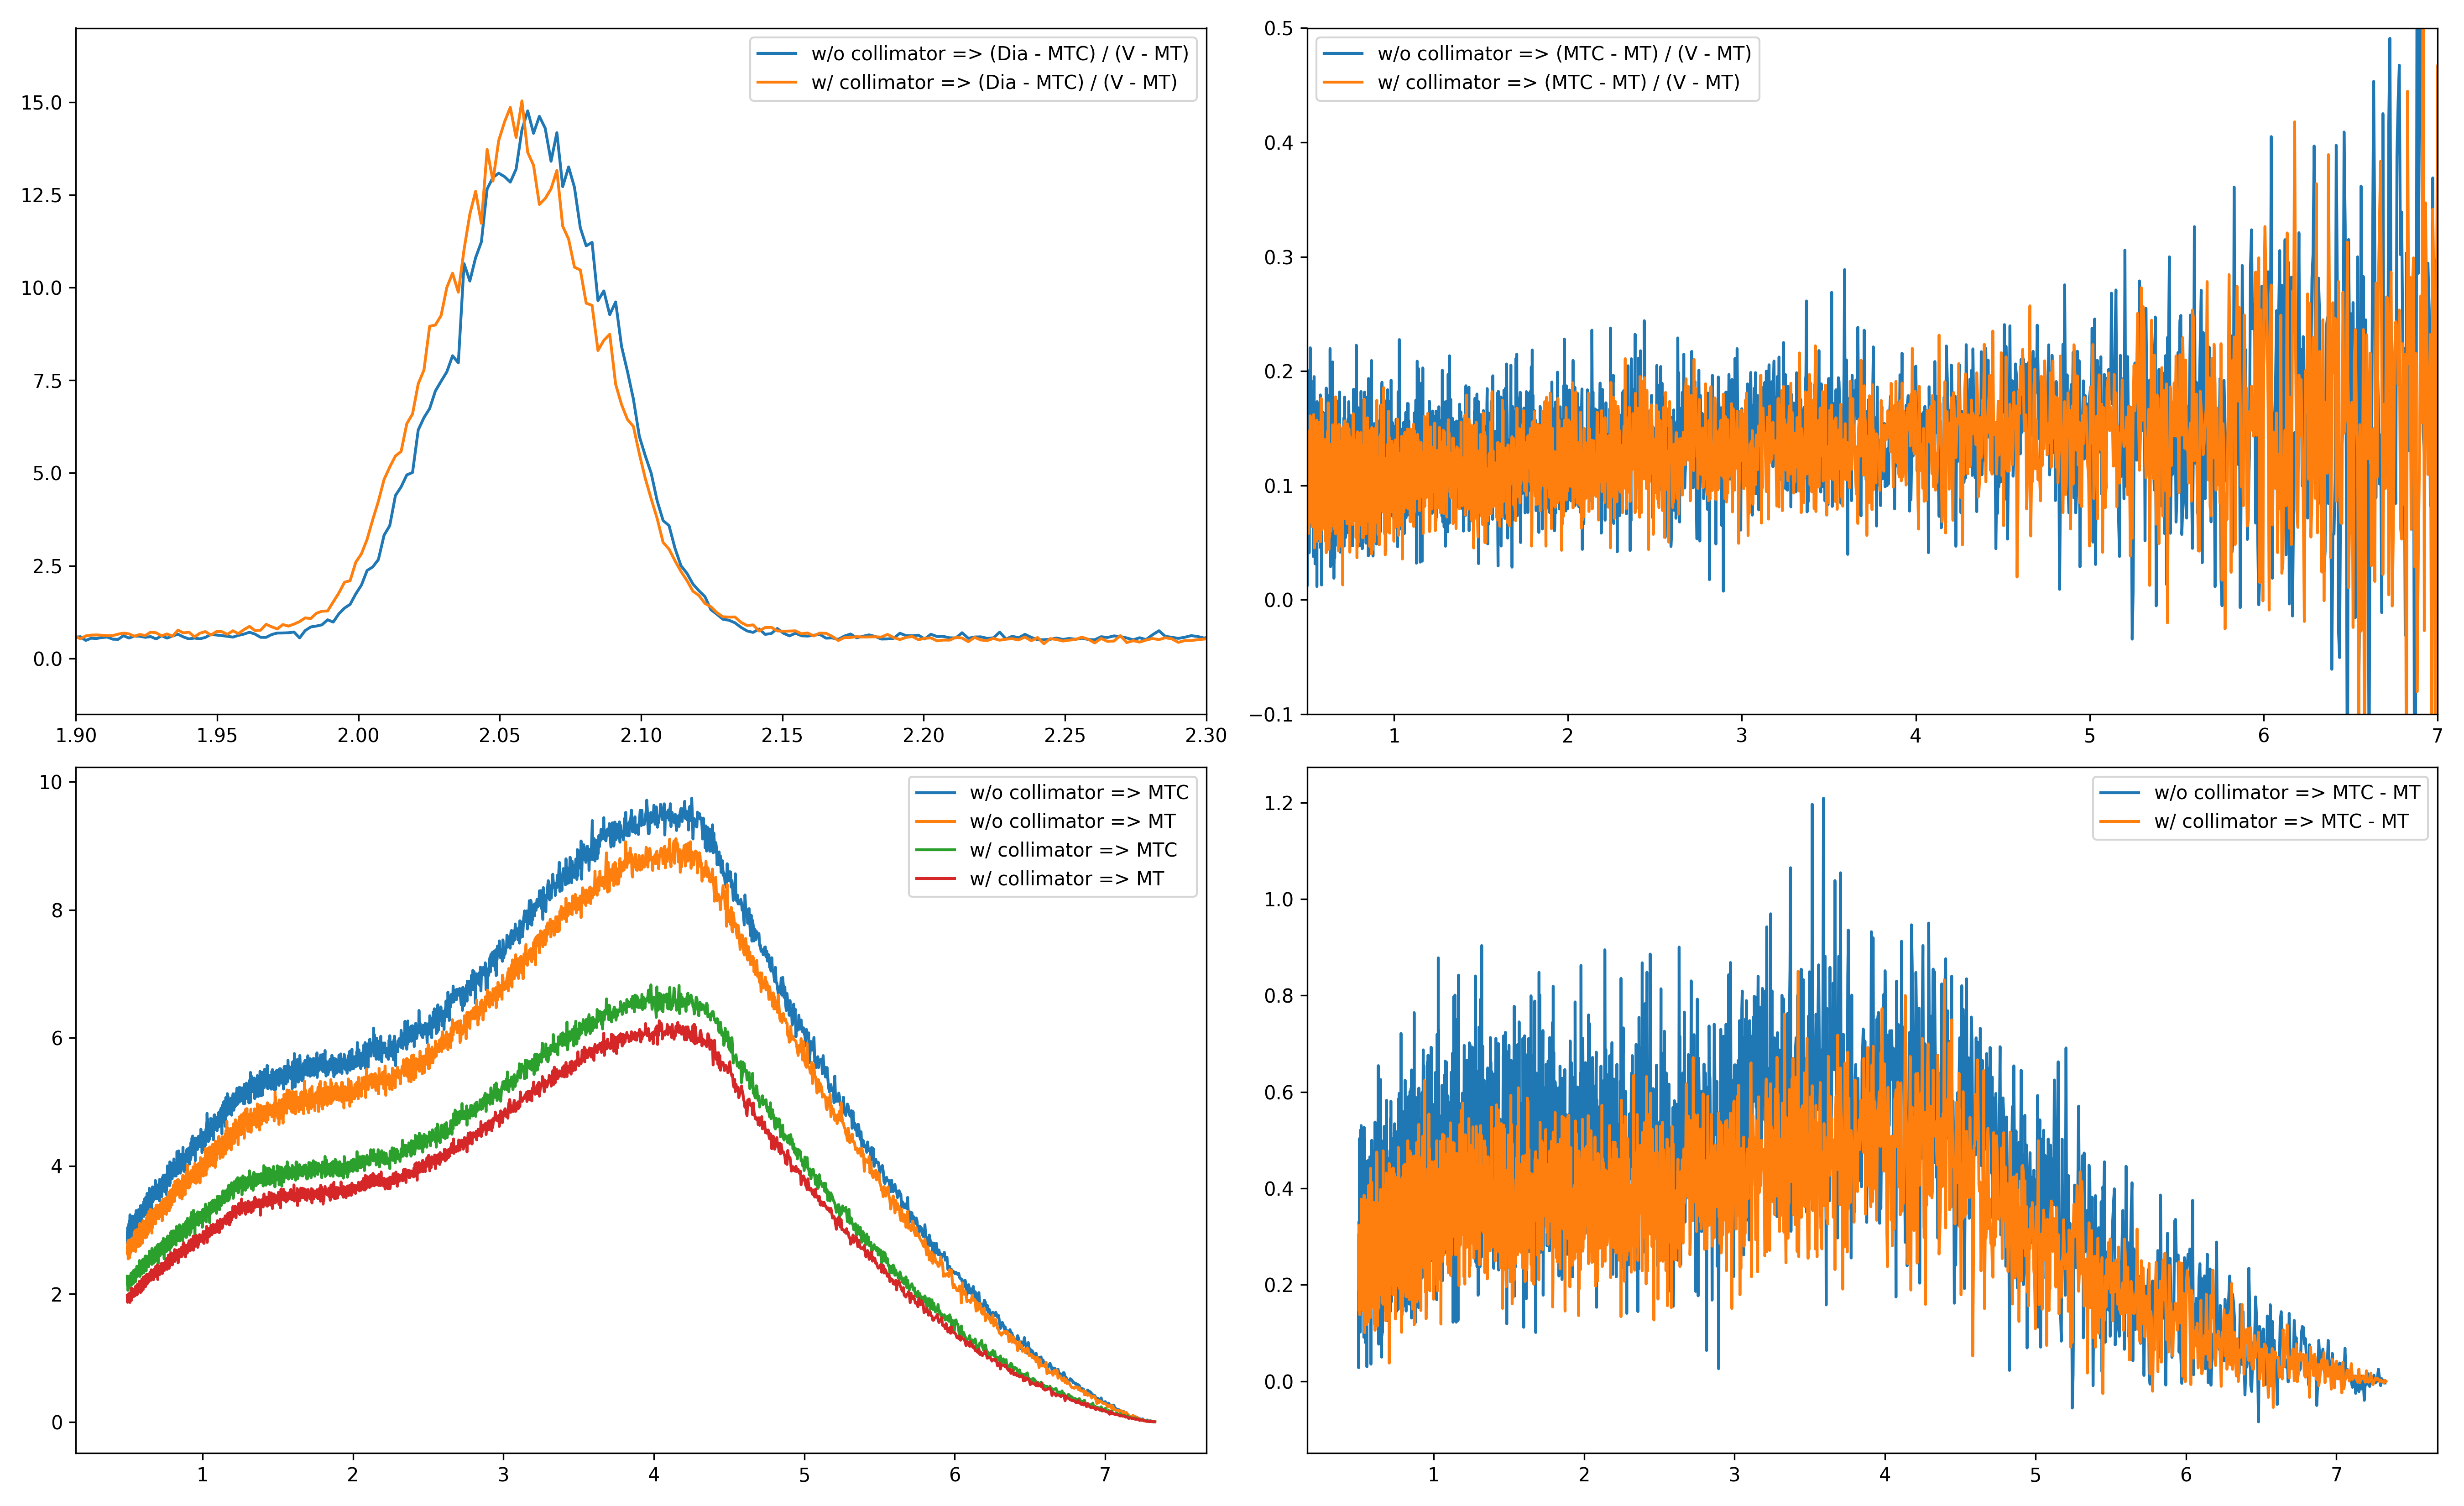 w/o collimator => (Dia - MTC) / (V - MT)
w/ collimator => (Dia - MTC) / (V - MT)
15.0
12.5
10.0
7.5
5.0
2.5
0.0
1.90 1.95 2.00 2.05 2.10 2.15 2.20 2.25 2.30
w/o collimator => (MTC - MT) / (V - MT)
w/ collimator => (MTC - MT) / (V - MT)
0.5
0.4
0.3
0.2
0.1
0.0
−0.1
1 2 3 4 5 6 7
w/o collimator => MTC
w/o collimator => MT
w/ collimator => MTC
w/ collimator => MT
10
8
6
4
2
0
1 2 3 4 5 6 7
w/o collimator => MTC - MT
w/ collimator => MTC - MT
1.2
1.0
0.8
0.6
0.4
0.2
0.0
1 2 3 4 5 6 7